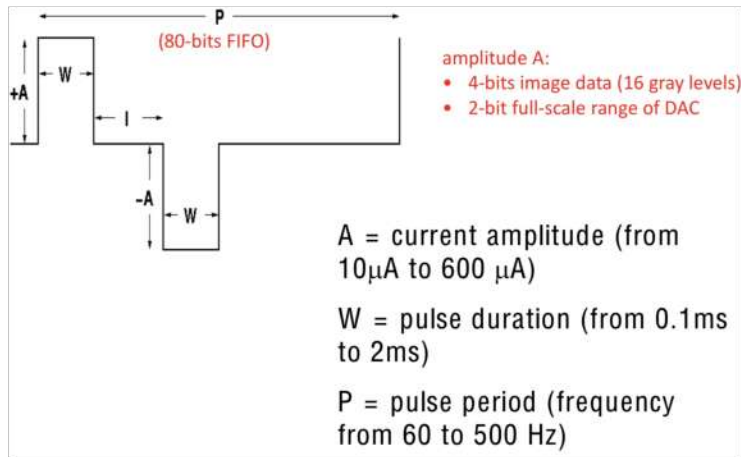 P
(80-bits FIFO)
amplitude A:
• 4-bits image data (16 gray levels)
• 2-bit full-scale range of DAC
W
+A
I
−A
W
A = current amplitude (from
10µA to 600 µA)
W = pulse duration (from 0.1ms
to 2ms)
P = pulse period (frequency
from 60 to 500 Hz)